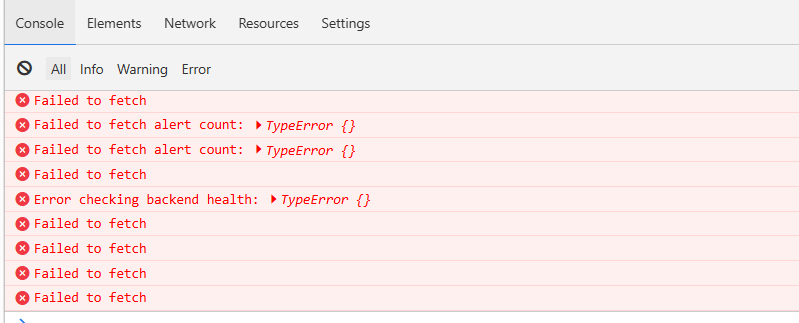 Console Elements Network Resources Settings
All Info Warning Error
Failed to fetch
Failed to fetch alert count: TypeError {}
Failed to fetch alert count: TypeError {}
Failed to fetch
Error checking backend health: TypeError {}
Failed to fetch
Failed to fetch
Failed to fetch
Failed to fetch